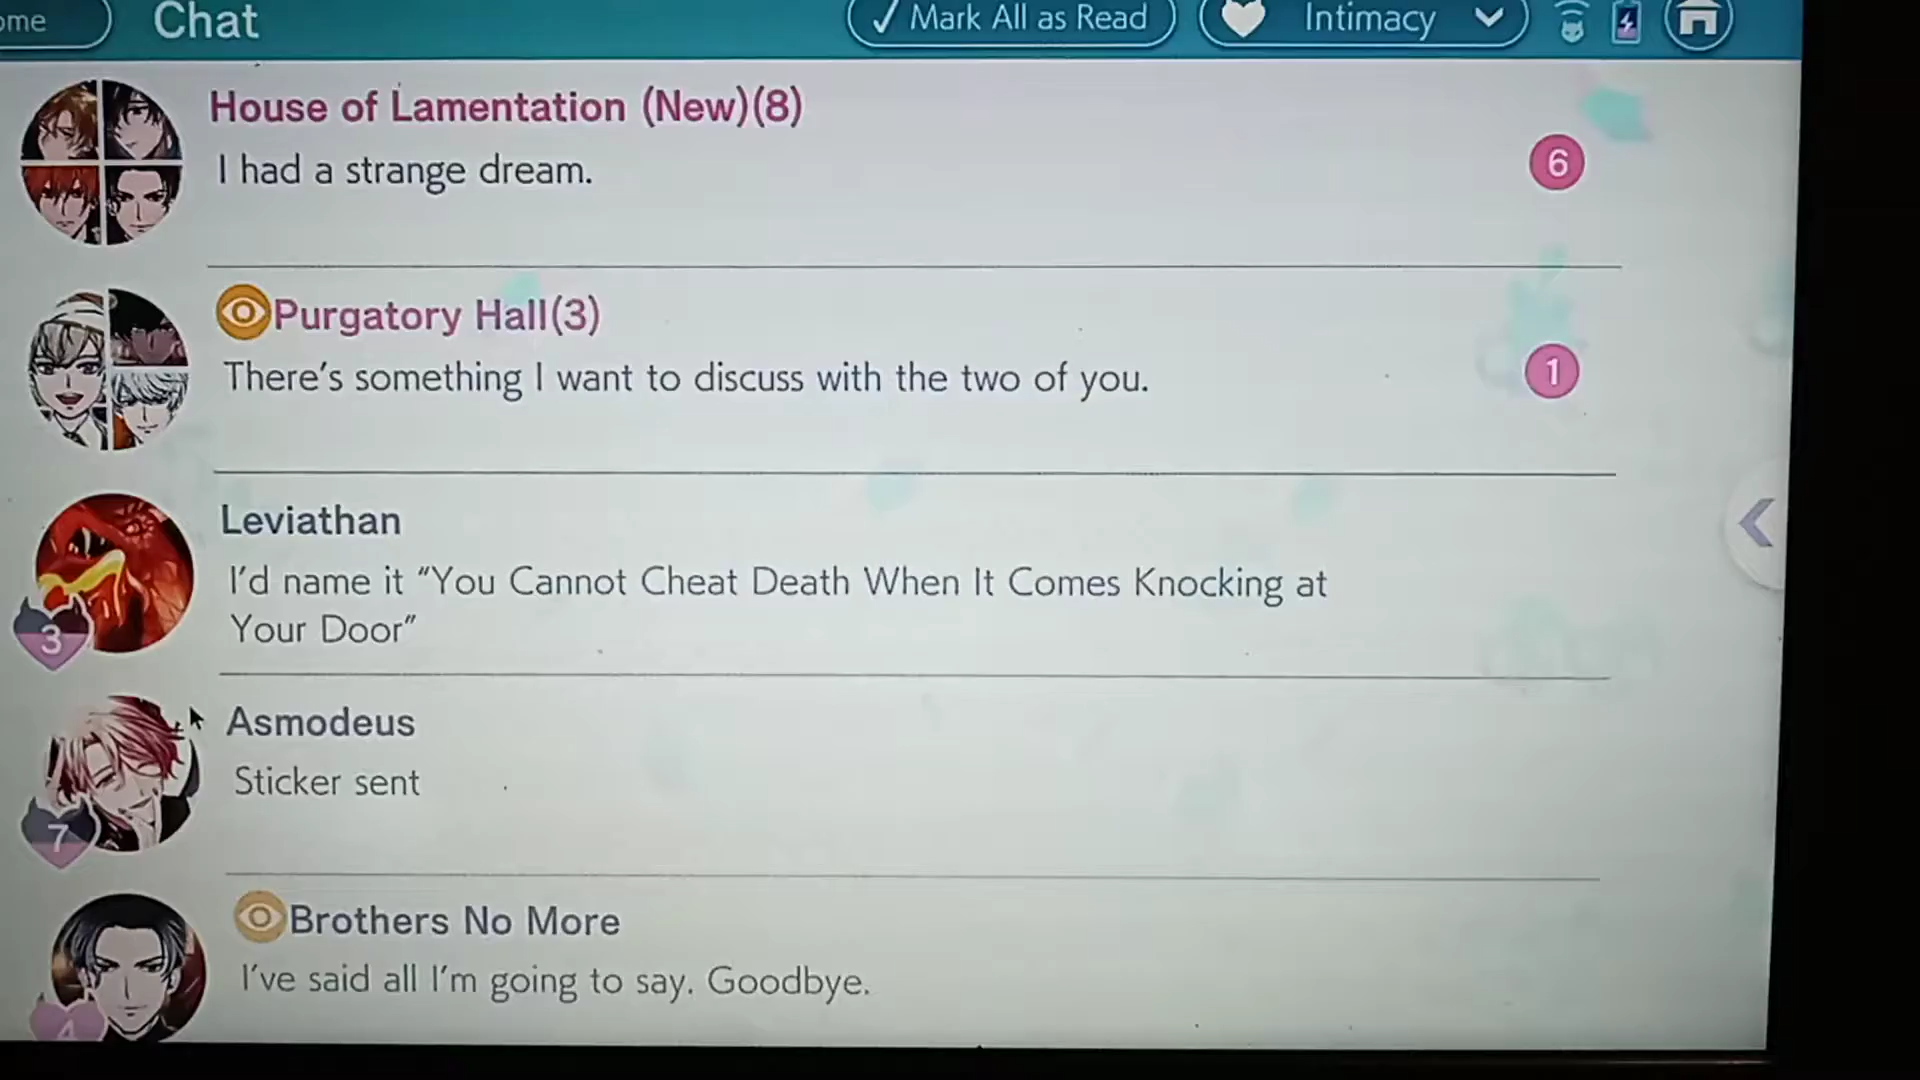 ome
Chat
✓ Mark All as Read
Intimacy
House of Lamentation (New)(8)
I had a strange dream.
6
Purgatory Hall(3)
There's something I want to discuss with the two of you.
1
Leviathan
I'd name it "You Cannot Cheat Death When It Comes Knocking at
Your Door"
3
Asmodeus
Sticker sent
7
Brothers No More
I've said all I'm going to say. Goodbye.
4